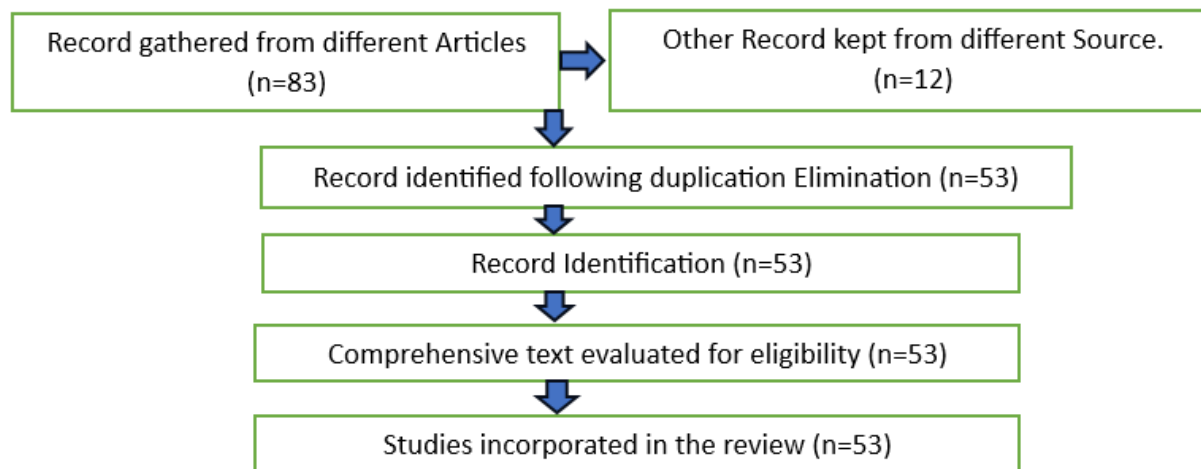 Record gathered from different Articles
(n=83)
Other Record kept from different Source.
(n=12)
Record identified following duplication Elimination (n=53)
Record Identification (n=53)
Comprehensive text evaluated for eligibility (n=53)
Studies incorporated in the review (n=53)